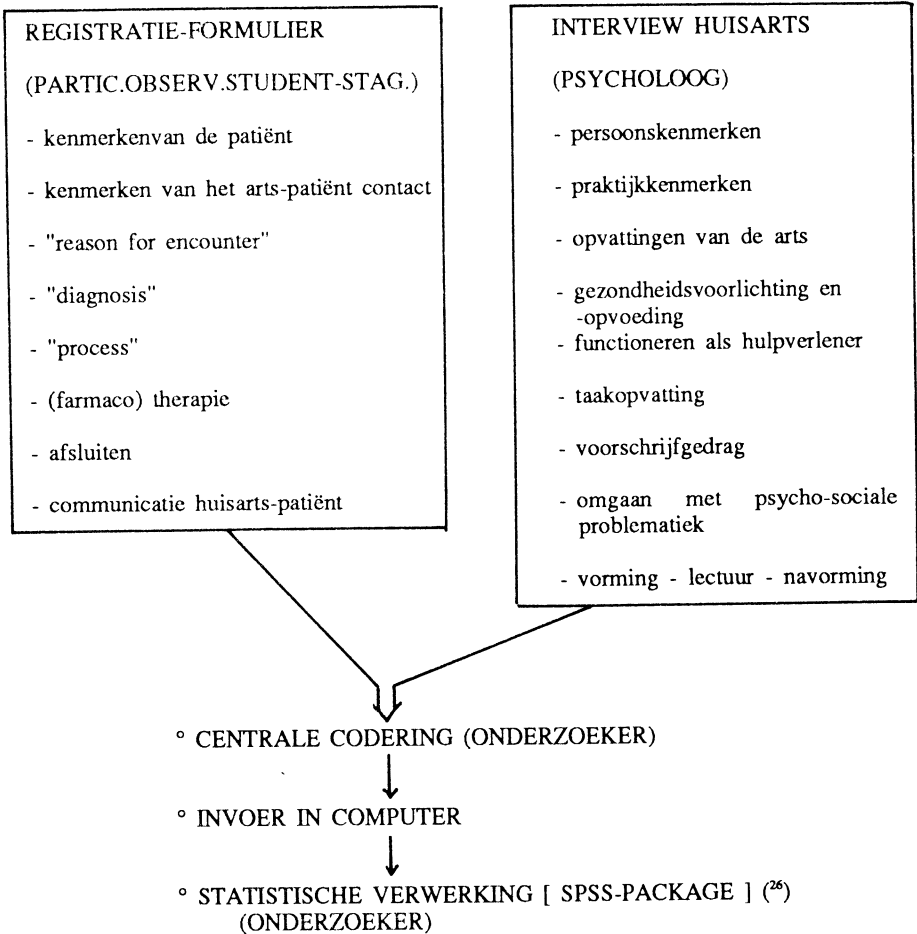 REGISTRATIE-FORMULIER
(PARTIC.OBSERV.STUDENT-STAG.)
- kenmerkenvan de patiënt
- kenmerken van het arts-patiënt contact
- "reason for encounter"
- "diagnosis"
- "process"
- (farmaco) therapie
- afsluiten
- communicatie huisarts-patiënt
INTERVIEW HUISARTS
(PSYCHOLOOG)
- persoonskenmerken
- praktijkkenmerken
- opvattingen van de arts
- gezondheidsvoorlichting en
-opvoeding
- functioneren als hulpverlener
- taakopvatting
- voorschrijfgedrag
- omgaan met psycho-sociale
problematiek
- vorming - lectuur - navorming
° CENTRALE CODERING (ONDERZOEKER)
° INVOER IN COMPUTER
° STATISTISCHE VERWERKING [ SPSS-PACKAGE ] (²⁶)
(ONDERZOEKER)